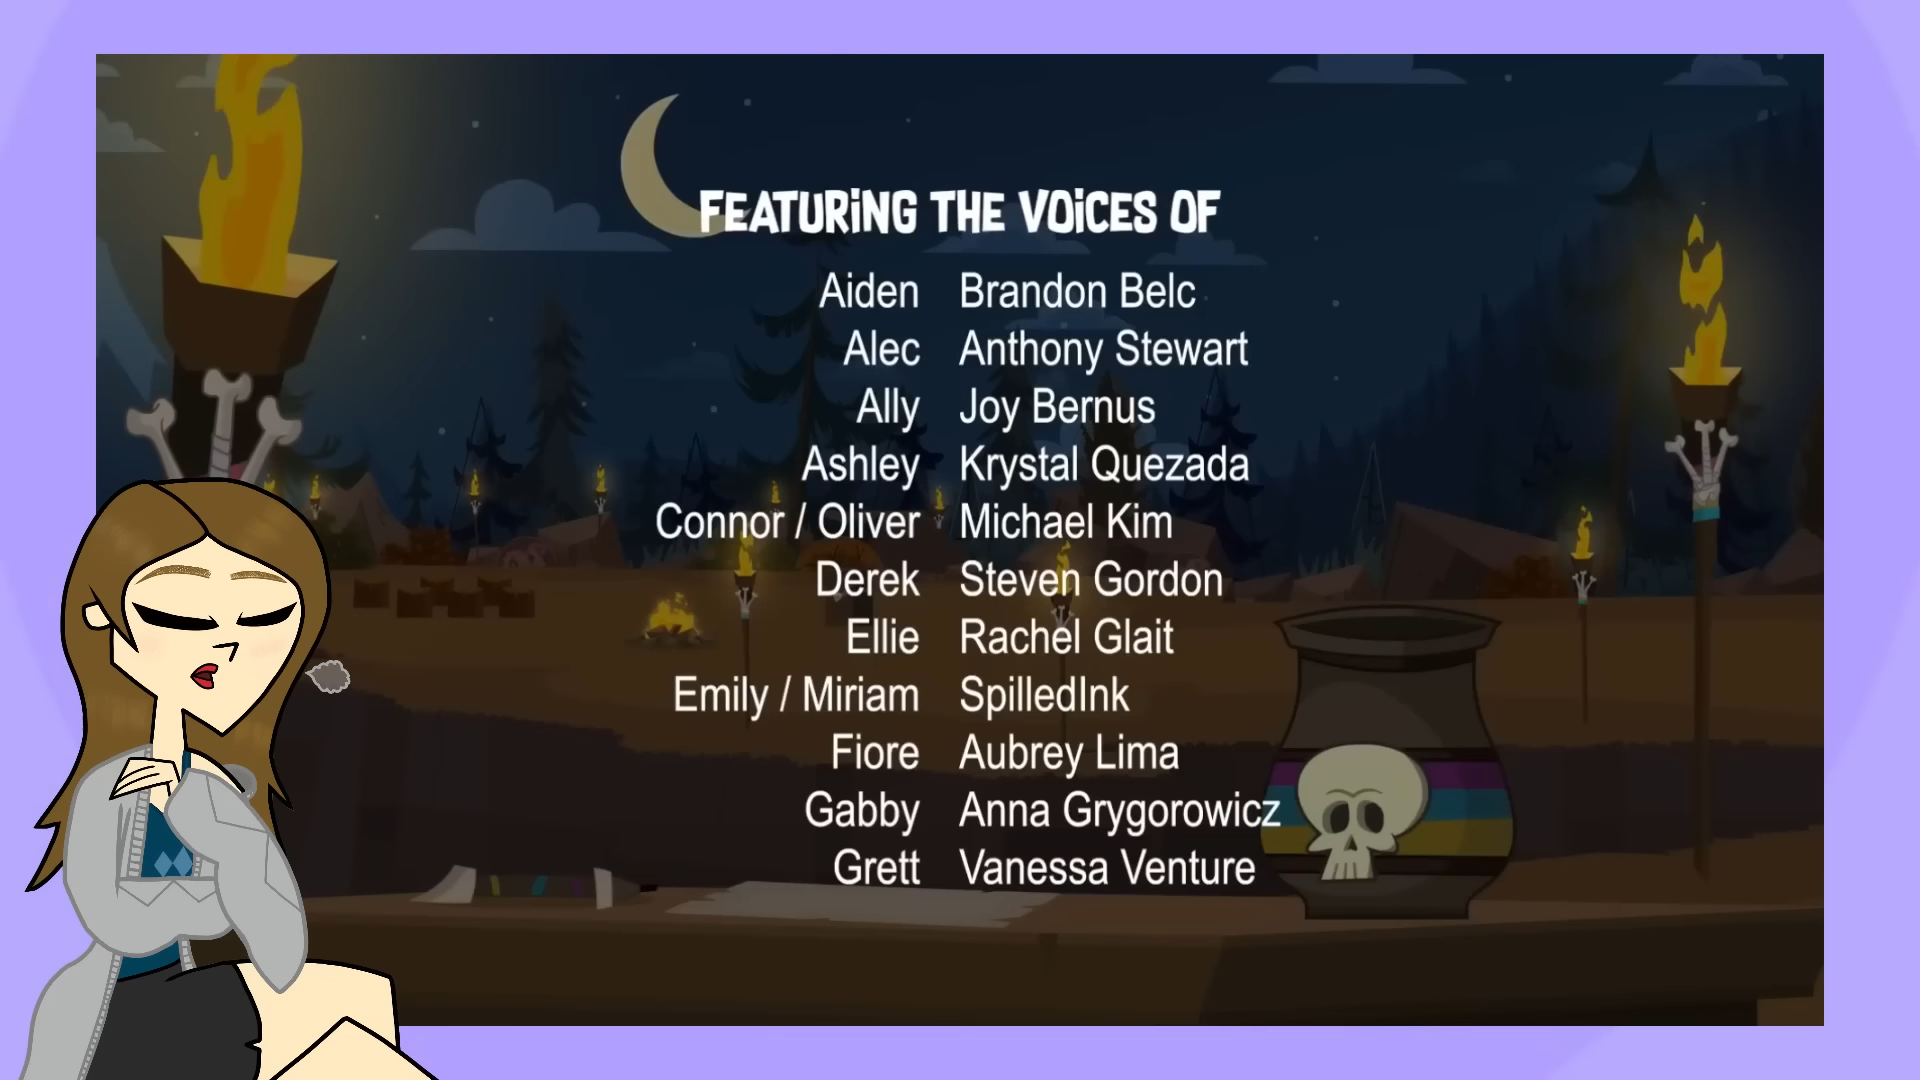 FEATURING THE VOICES OF
Aiden Brandon Belc
Alec Anthony Stewart
Ally Joy Bernus
Ashley Krystal Quezada
Connor / Oliver Michael Kim
Derek Steven Gordon
Ellie Rachel Glait
Emily / Miriam SpilledInk
Fiore Aubrey Lima
Gabby Anna Grygorowicz
Grett Vanessa Venture